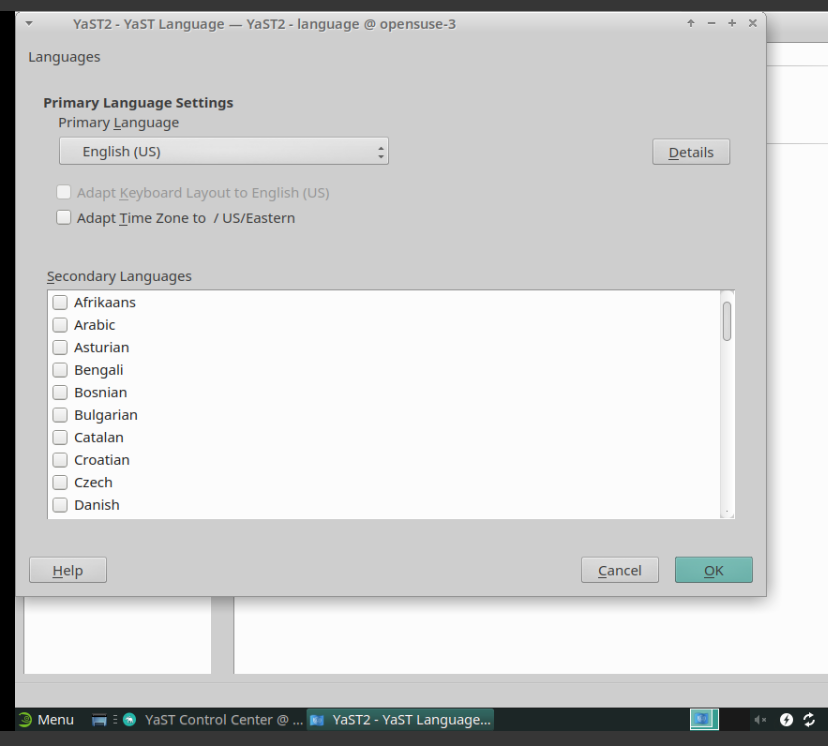 YaST2 - YaST Language — YaST2 - language @ opensuse-3
Languages
Primary Language Settings
Primary Language
English (US)
Details
Adapt Keyboard Layout to English (US)
Adapt Time Zone to / US/Eastern
Secondary Languages
Afrikaans
Arabic
Asturian
Bengali
Bosnian
Bulgarian
Catalan
Croatian
Czech
Danish
Help Cancel OK
Menu YaST Control Center @ ... YaST2 - YaST Language...